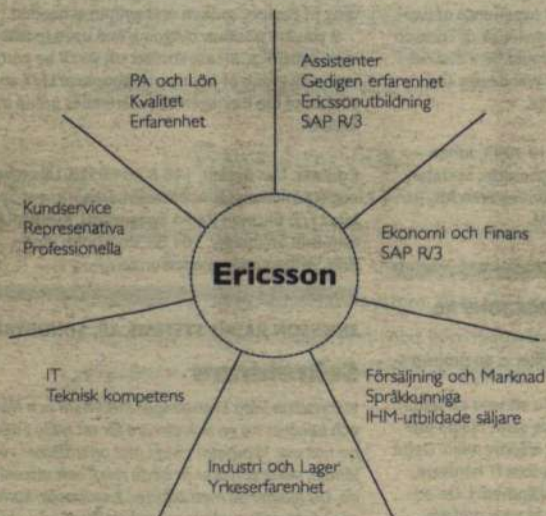 PA och Lön
Kvalitet
Erfarenhet
Assistenter
Gedigen erfarenhet
Ericssonutbildning
SAP R/3
Kundservice
Represenativa
Professionella
Ericsson
Ekonomi och Finans
SAP R/3
IT
Teknisk kompetens
Försäljning och Marknad
Språkkunniga
IHM-utbildade säljare
Industri och Lager
Yrkeserfarenhet